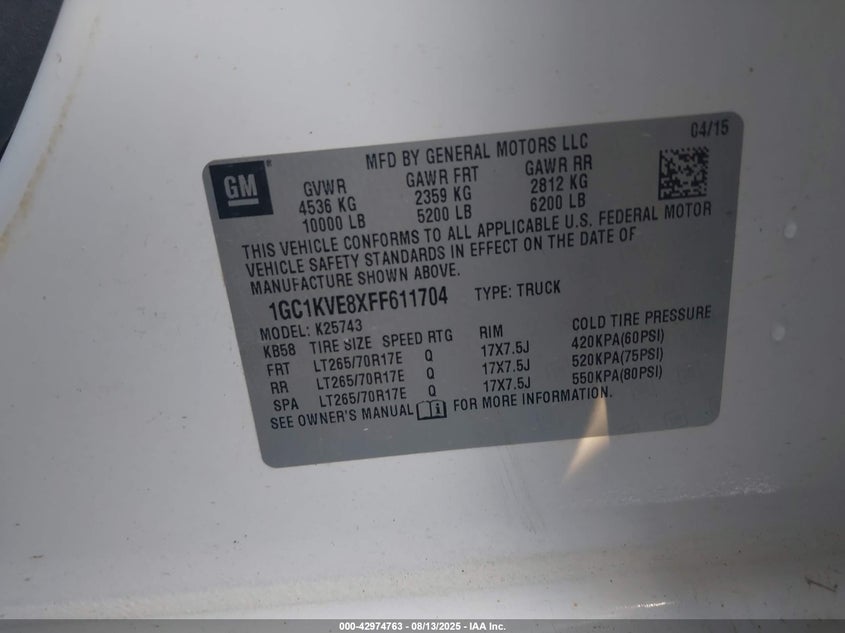 04/15
MFD BY GENERAL MOTORS LLC
GM
GVWR GAWR FRT GAWR RR
4536 KG 2359 KG 2812 KG
10000 LB 5200 LB 6200 LB
THIS VEHICLE CONFORMS TO ALL APPLICABLE U.S. FEDERAL MOTOR
VEHICLE SAFETY STANDARDS IN EFFECT ON THE DATE OF
MANUFACTURE SHOWN ABOVE.
1GC1KVE8XFF611704 TYPE: TRUCK
MODEL: K25743
KB58 TIRE SIZE SPEED RTG RIM COLD TIRE PRESSURE
FRT LT265/70R17E Q 17X7.5J 420KPA(60PSI)
RR LT265/70R17E Q 17X7.5J 520KPA(75PSI)
SPA LT265/70R17E Q 17X7.5J 550KPA(80PSI)
SEE OWNER'S MANUAL FOR MORE INFORMATION.
000-42974763 - 08/13/2025 - IAA Inc.